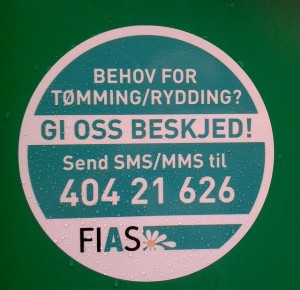 BEHOV FOR
TØMMING/RYDDING?
GI OSS BESKJED!
Send SMS/MMS til
404 21 626
FIAS